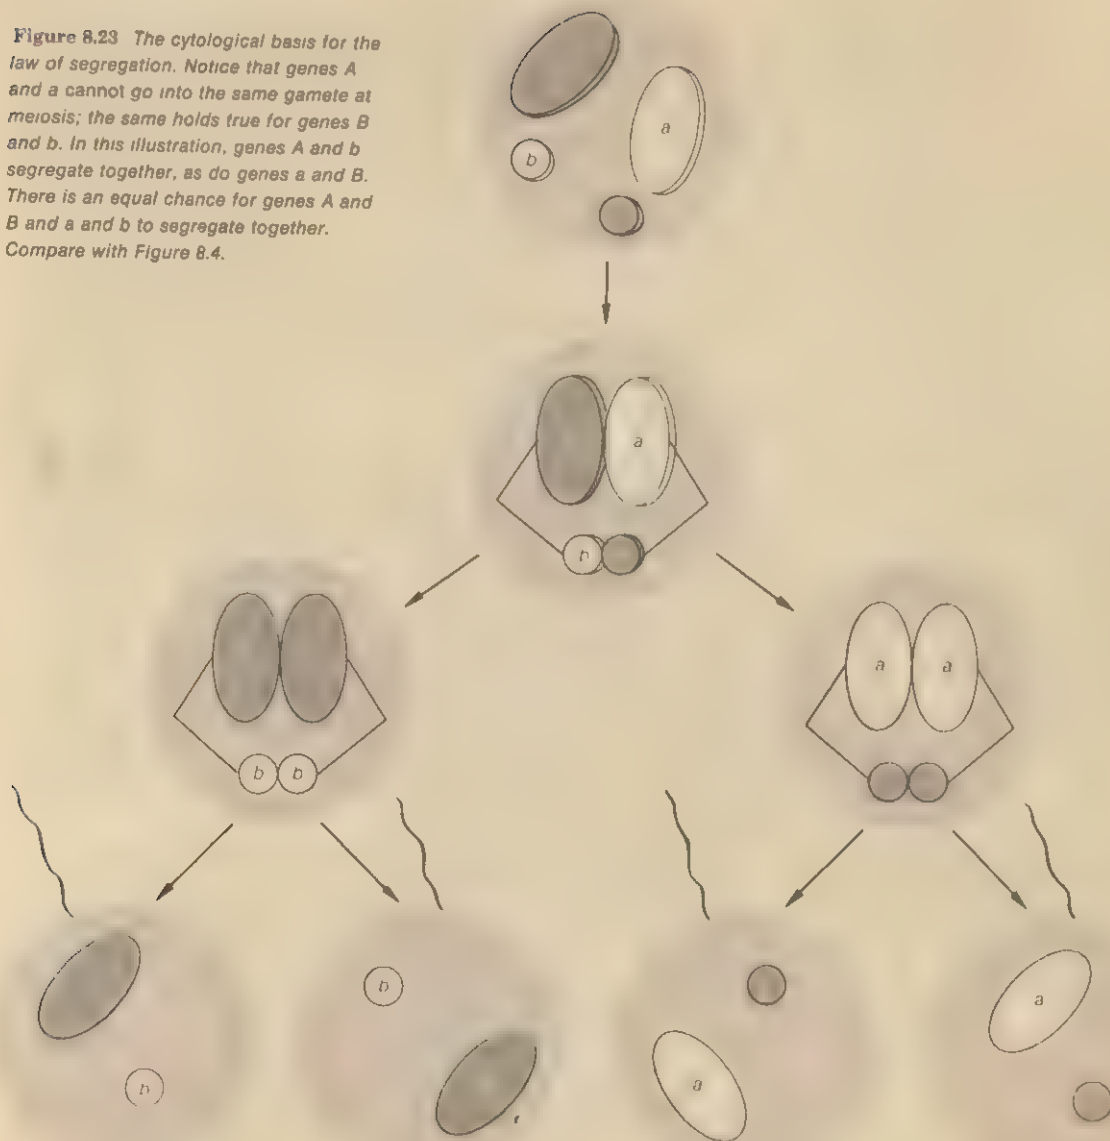 Figure 8.23 The cytological basis for the
law of segregation. Notice that genes A
and a cannot go into the same gamete at
meiosis; the same holds true for genes B
and b. In this illustration, genes A and b
segregate together, as do genes a and B.
There is an equal chance for genes A and
B and a and b to segregate together.
Compare with Figure 8.4.
a
b
a
b
a a
b b
b
a
a
b